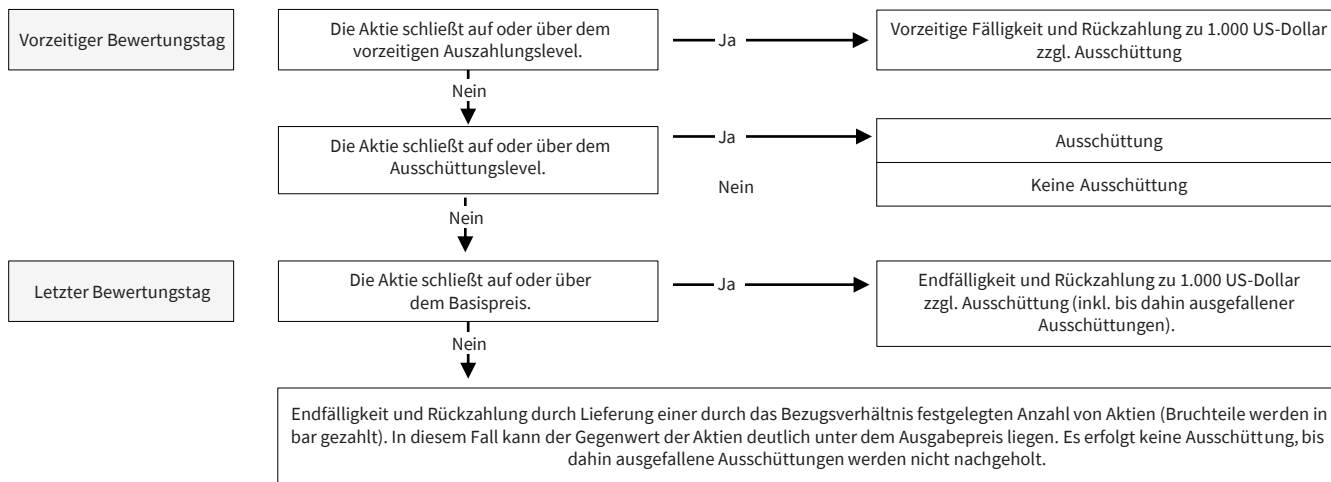 Vorzeitiger Bewertungstag
Die Aktie schließt auf oder über dem
vorzeitigen Auszahlungslevel.
Ja
Vorzeitige Fälligkeit und Rückzahlung zu 1.000 US-Dollar
zzgl. Ausschüttung
Nein
Die Aktie schließt auf oder über dem
Ausschüttungslevel.
Ja
Ausschüttung
Nein
Keine Ausschüttung
Nein
Letzter Bewertungstag
Die Aktie schließt auf oder über
dem Basispreis.
Ja
Endfälligkeit und Rückzahlung zu 1.000 US-Dollar
zzgl. Ausschüttung (inkl. bis dahin ausgefallener
Ausschüttungen).
Nein
Endfälligkeit und Rückzahlung durch Lieferung einer durch das Bezugsverhältnis festgelegten Anzahl von Aktien (Bruchteile werden in
bar gezahlt). In diesem Fall kann der Gegenwert der Aktien deutlich unter dem Ausgabepreis liegen. Es erfolgt keine Ausschüttung, bis
dahin ausgefallene Ausschüttungen werden nicht nachgeholt.